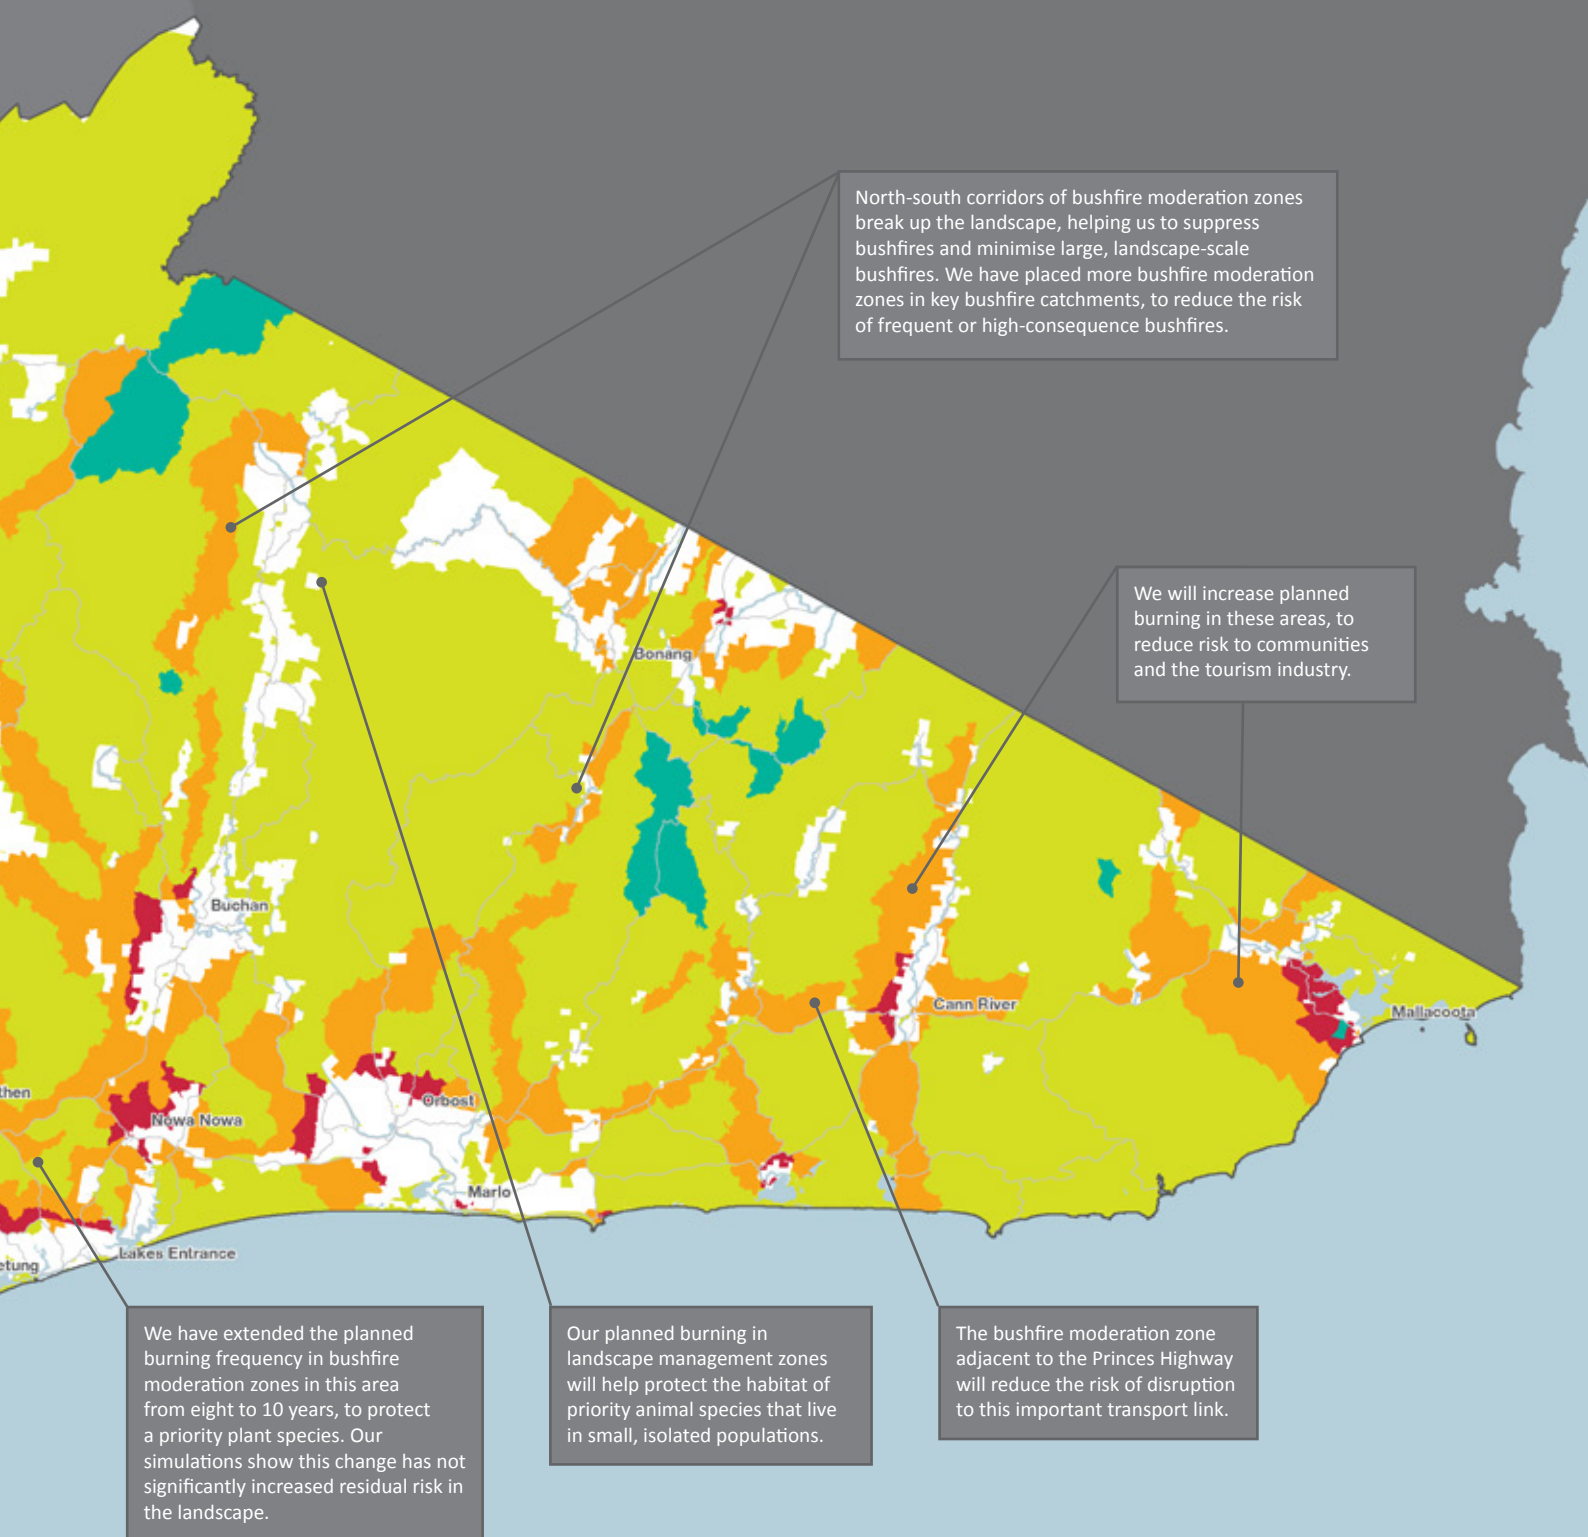 North-south corridors of bushfire moderation zones
break up the landscape, helping us to suppress
bushfires and minimise large, landscape-scale
bushfires. We have placed more bushfire moderation
zones in key bushfire catchments, to reduce the risk
of frequent or high-consequence bushfires.
We will increase planned
burning in these areas, to
reduce risk to communities
and the tourism industry.
Bonang
Buchan
Cann River
Mallacoota
then
Orbost
Nowa Nowa
Marlo
Lakes Entrance
etung
We have extended the planned
burning frequency in bushfire
moderation zones in this area
from eight to 10 years, to protect
a priority plant species. Our
simulations show this change has not
significantly increased residual risk in
the landscape.
Our planned burning in
landscape management zones
will help protect the habitat of
priority animal species that live
in small, isolated populations.
The bushfire moderation zone
adjacent to the Princes Highway
will reduce the risk of disruption
to this important transport link.